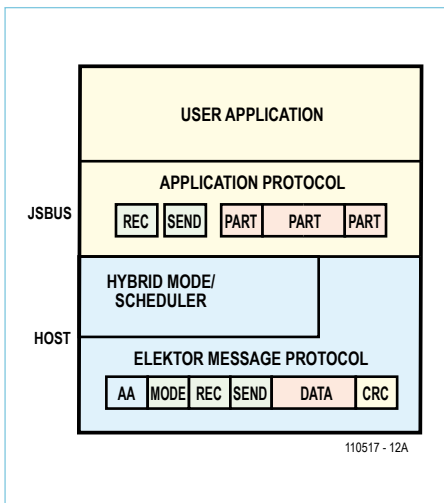 USER APPLICATION
APPLICATION PROTOCOL
JSBUS
REC SEND PART PART PART
HYBRID MODE/
SCHEDULER
HOST
ELEKTOR MESSAGE PROTOCOL
AA MODE REC SEND DATA CRC
110517 - 12A